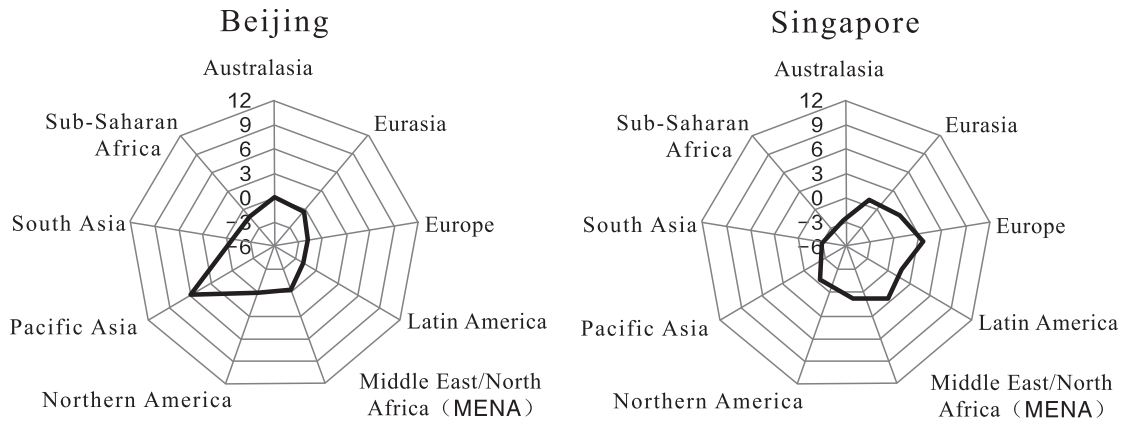 Beijing
Australasia
12
9
6
3
0
−3
−6
Eurasia
Europe
Latin America
Middle East/North
Africa（MENA）
Northern America
Pacific Asia
South Asia
Sub-Saharan
Africa
Singapore
Australasia
12
9
6
3
0
−3
−6
Eurasia
Europe
Latin America
Middle East/North
Africa（MENA）
Northern America
Pacific Asia
South Asia
Sub-Saharan
Africa